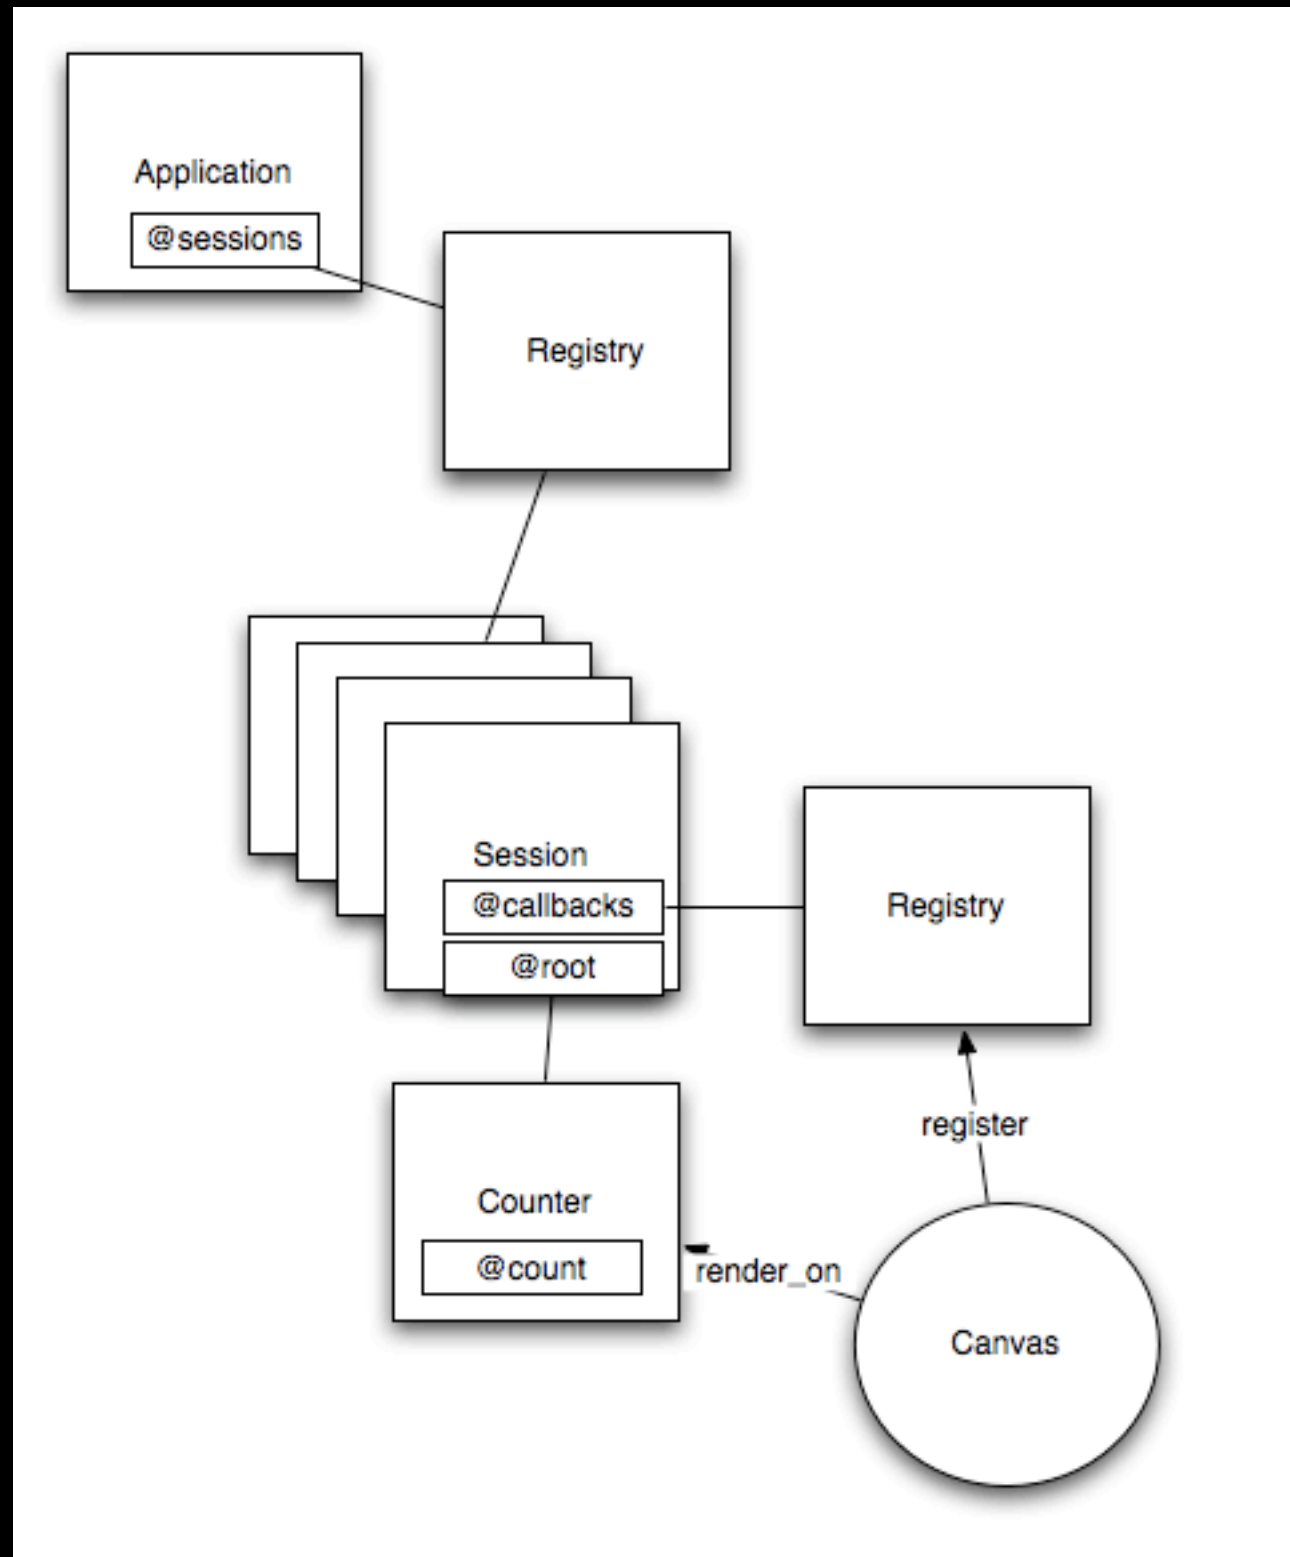 Application
@sessions
Registry
Session
@callbacks
@root
Registry
register
Counter
@count
render_on
Canvas